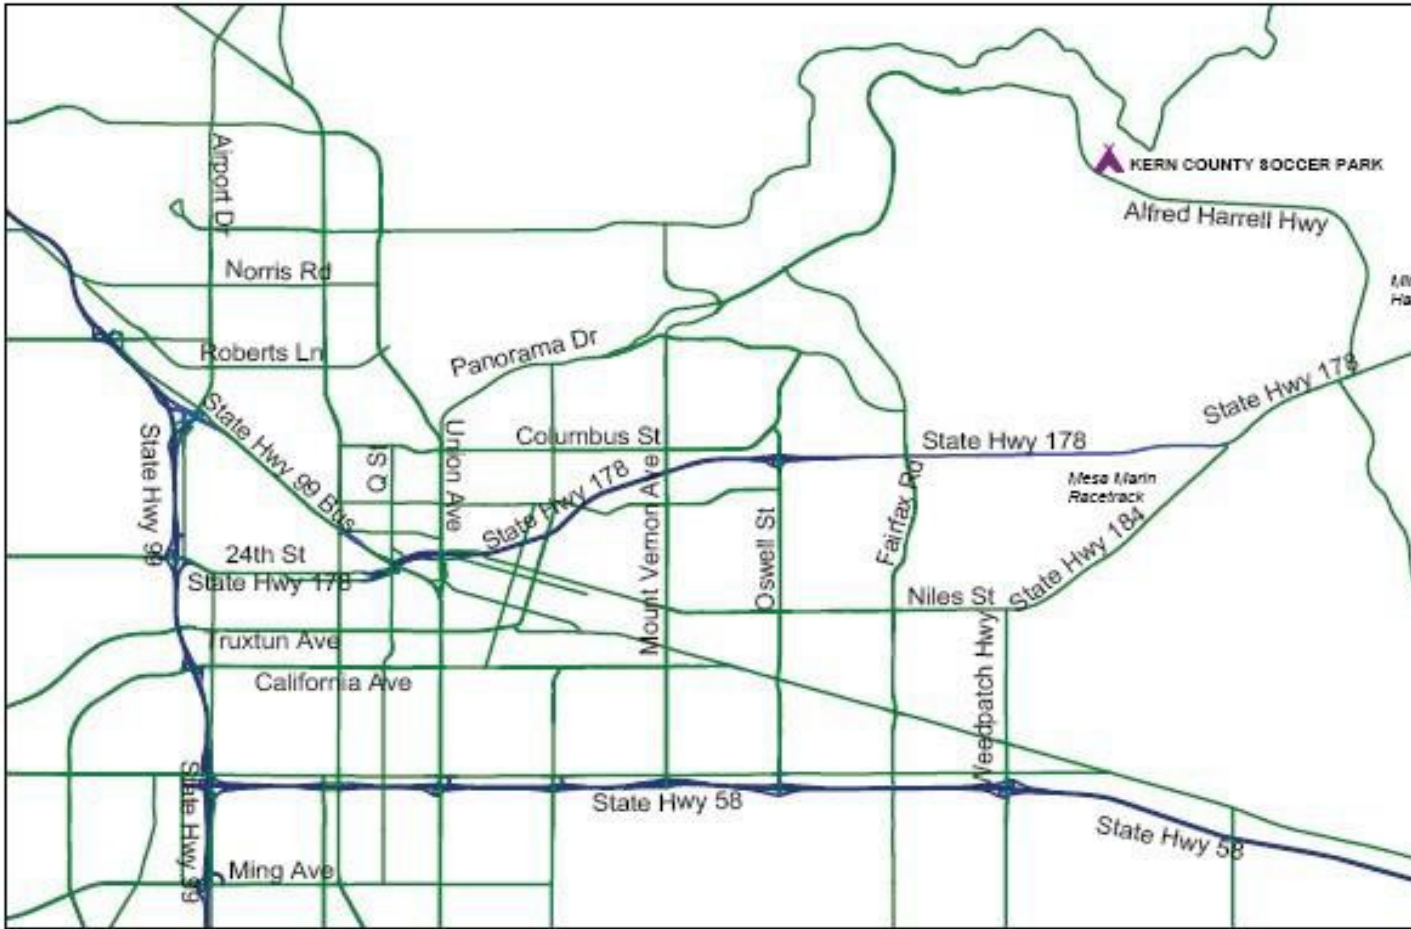 Airport Dr
KERN COUNTY SOCCER PARK
Alfred Harrell Hwy
Norris Rd
Roberts Ln
Panorama Dr
State Hwy 178
State Hwy 99 Bus
State Hwy 99
Q St
Union Ave
Columbus St
State Hwy 178
State Hwy 178
Mesa Marin
Racetrack
Mount Vernon Ave
Oswell St
Fairfax Rd
State Hwy 184
24th St
State Hwy 178
Niles St
Truxtun Ave
California Ave
Weedpatch Hwy
State Hwy 99
State Hwy 58
State Hwy 58
Ming Ave